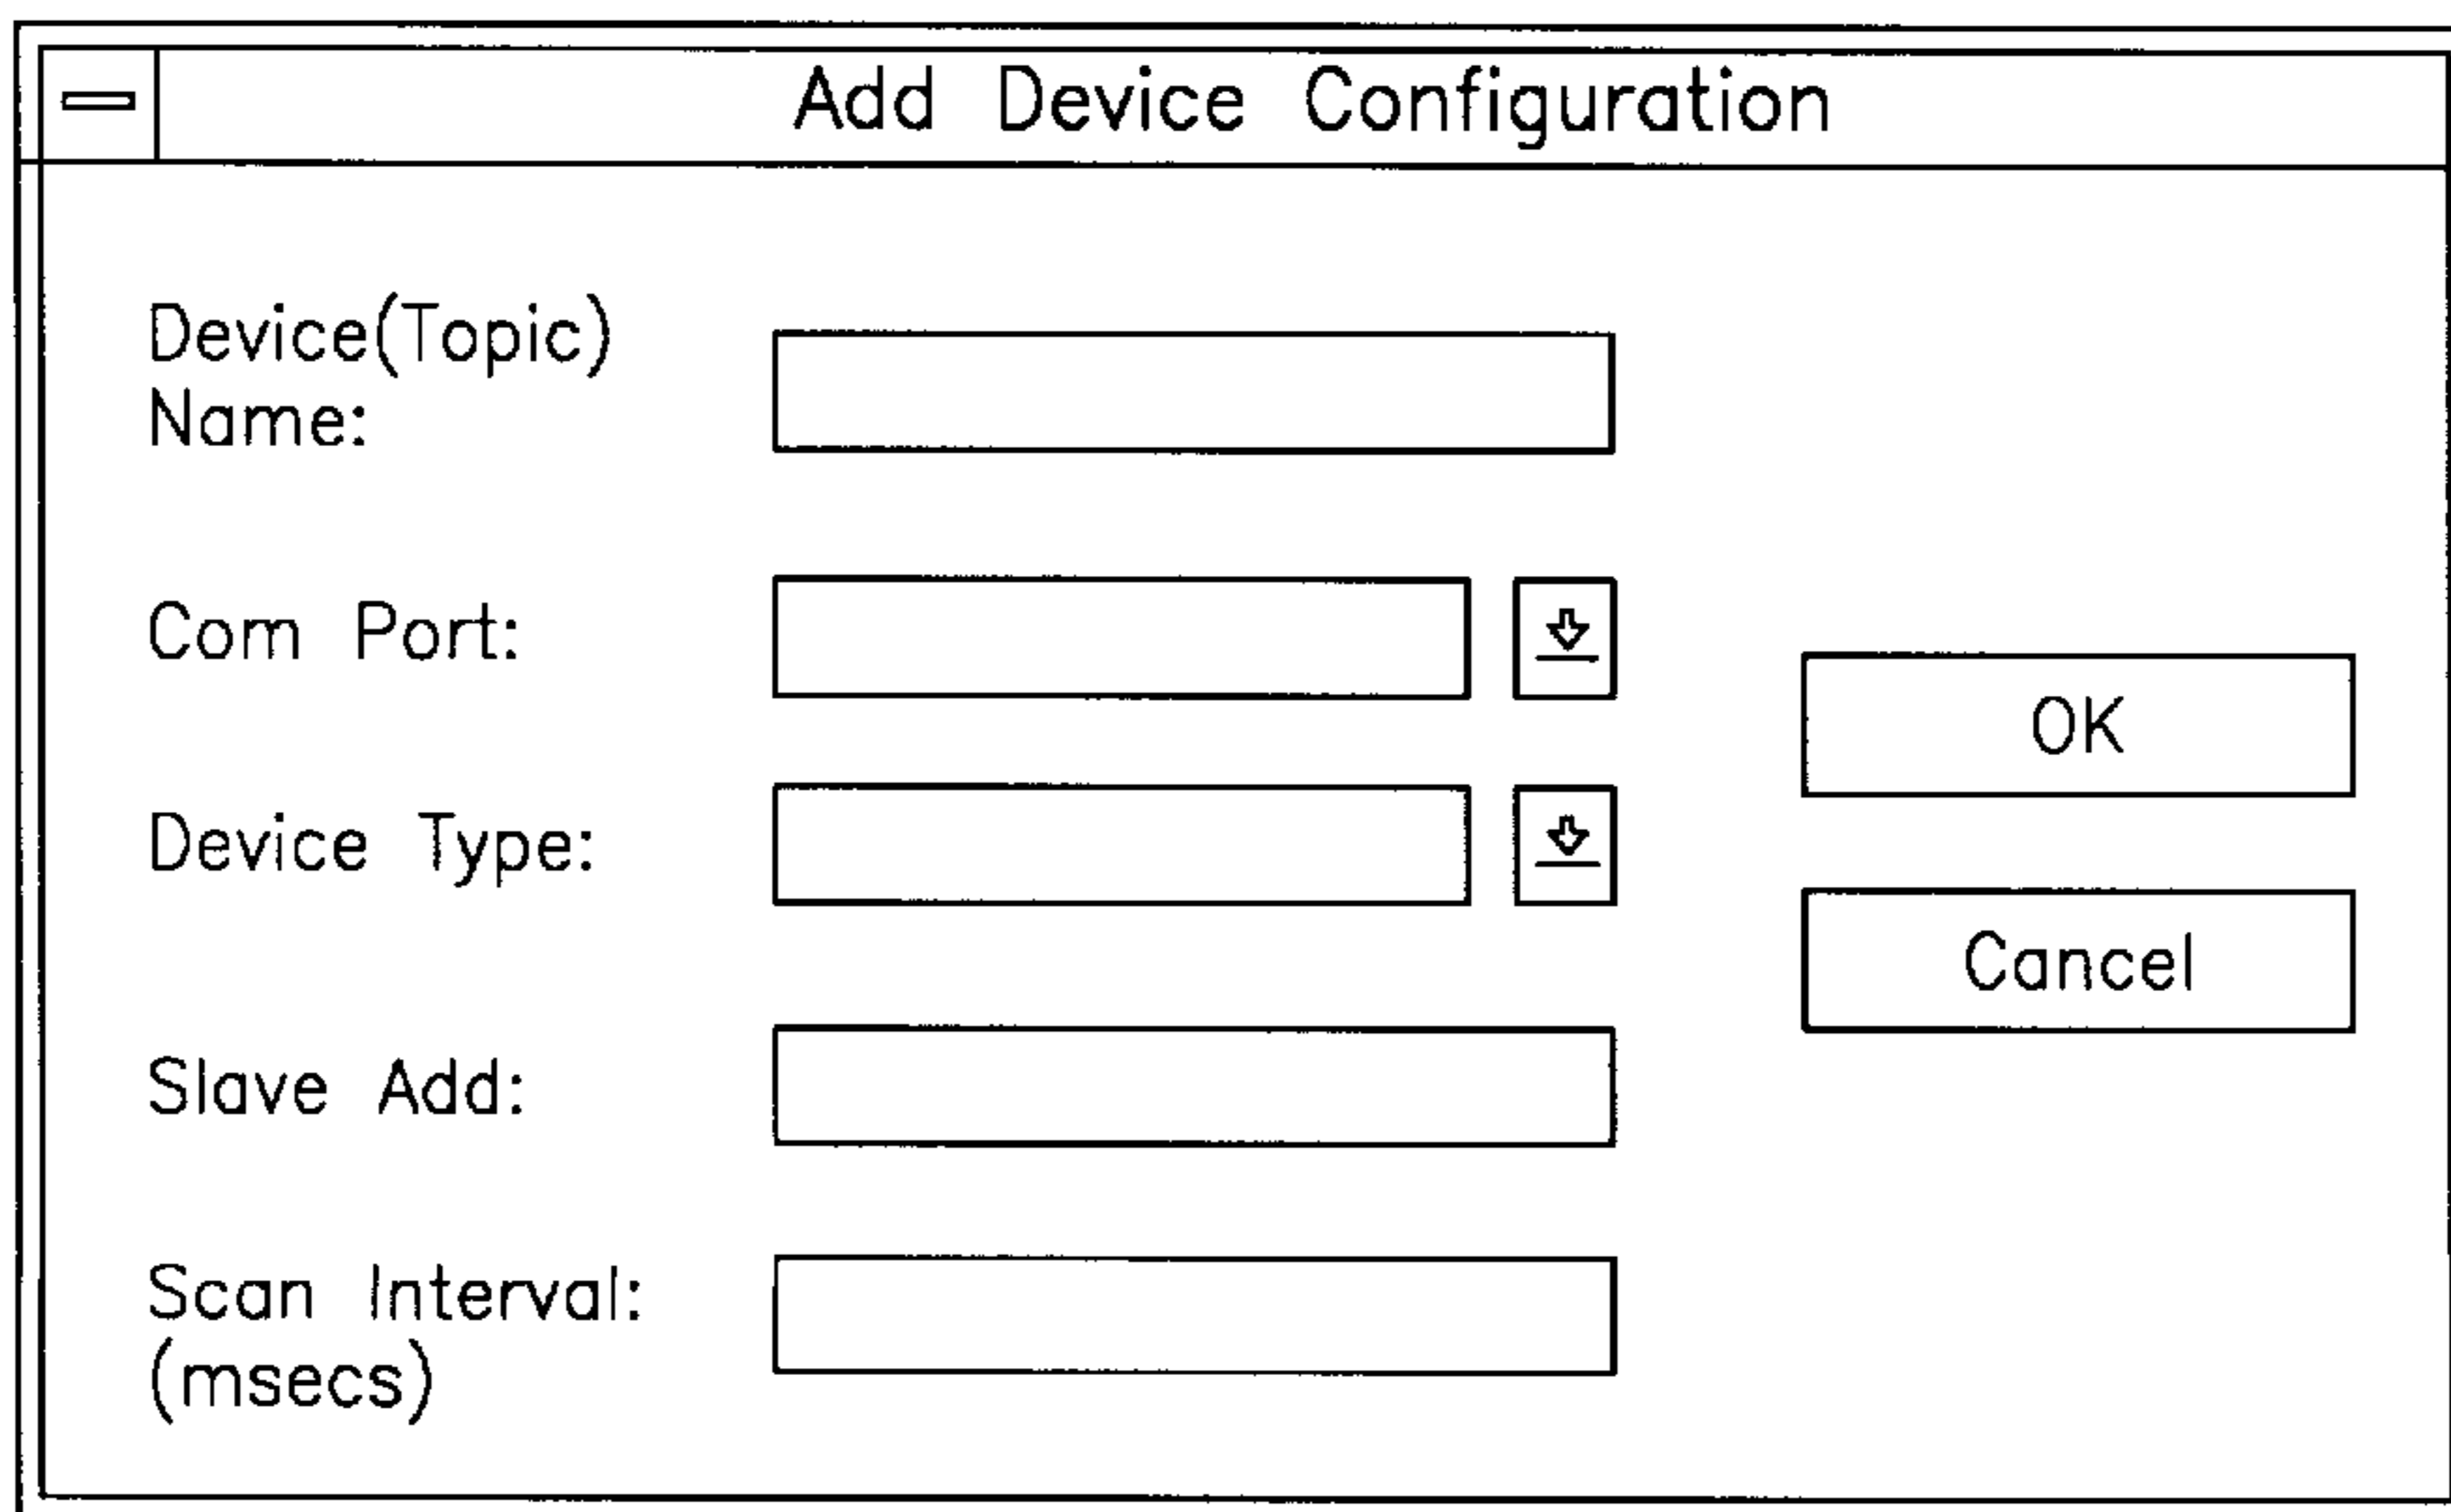 Add Device Configuration
Device(Topic)
Name:
Com Port:
OK
Device Type:
Cancel
Slave Add:
Scan Interval:
(msecs)